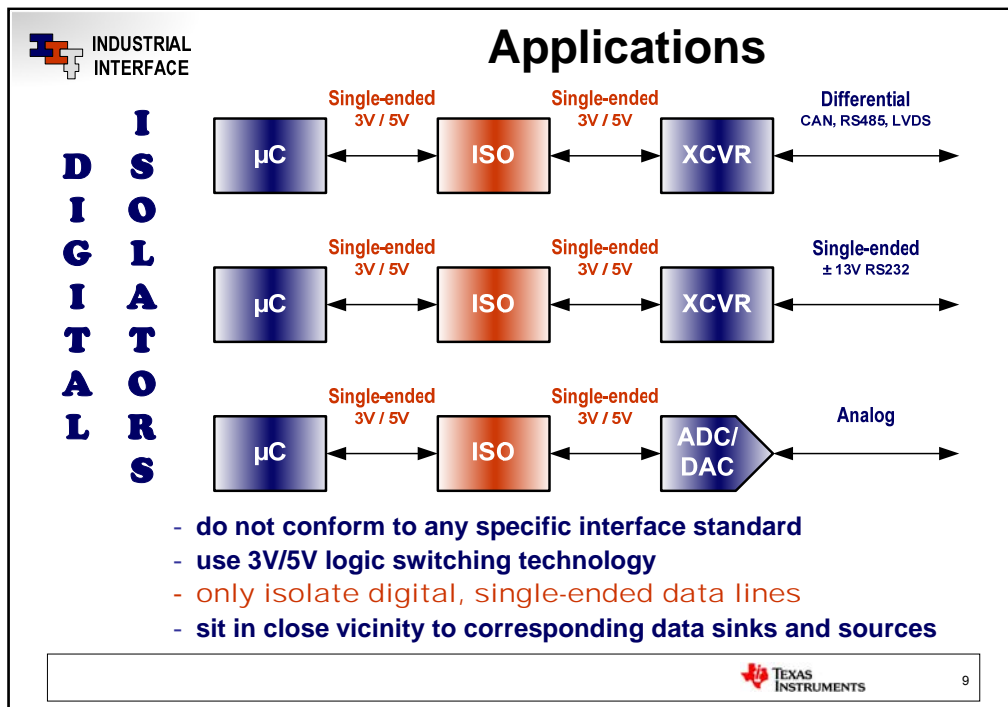 INDUSTRIAL
INTERFACE
Applications
DIGITAL
ISOLATORS
Single-ended
3V / 5V
Single-ended
3V / 5V
Differential
CAN, RS485, LVDS
µC
ISO
XCVR
Single-ended
3V / 5V
Single-ended
3V / 5V
Single-ended
± 13V RS232
µC
ISO
XCVR
Single-ended
3V / 5V
Single-ended
3V / 5V
Analog
µC
ISO
ADC/
DAC
- do not conform to any specific interface standard
- use 3V/5V logic switching technology
- only isolate digital, single-ended data lines
- sit in close vicinity to corresponding data sinks and sources
TEXAS
INSTRUMENTS
9